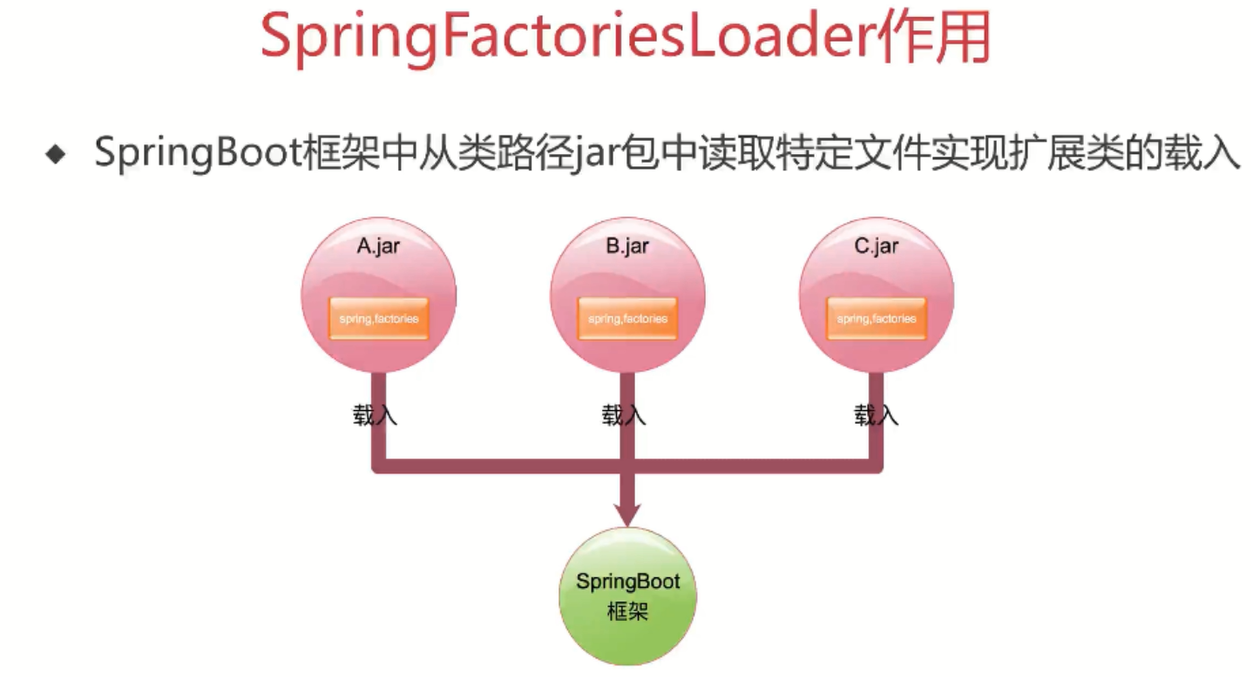 SpringFactoriesLoader作用
◆ SpringBoot框架中从类路径jar包中读取特定文件实现扩展类的载入
A.jar
B.jar
C.jar
spring,factories
spring,factories
spring,factories
载入
载入
载入
SpringBoot
框架